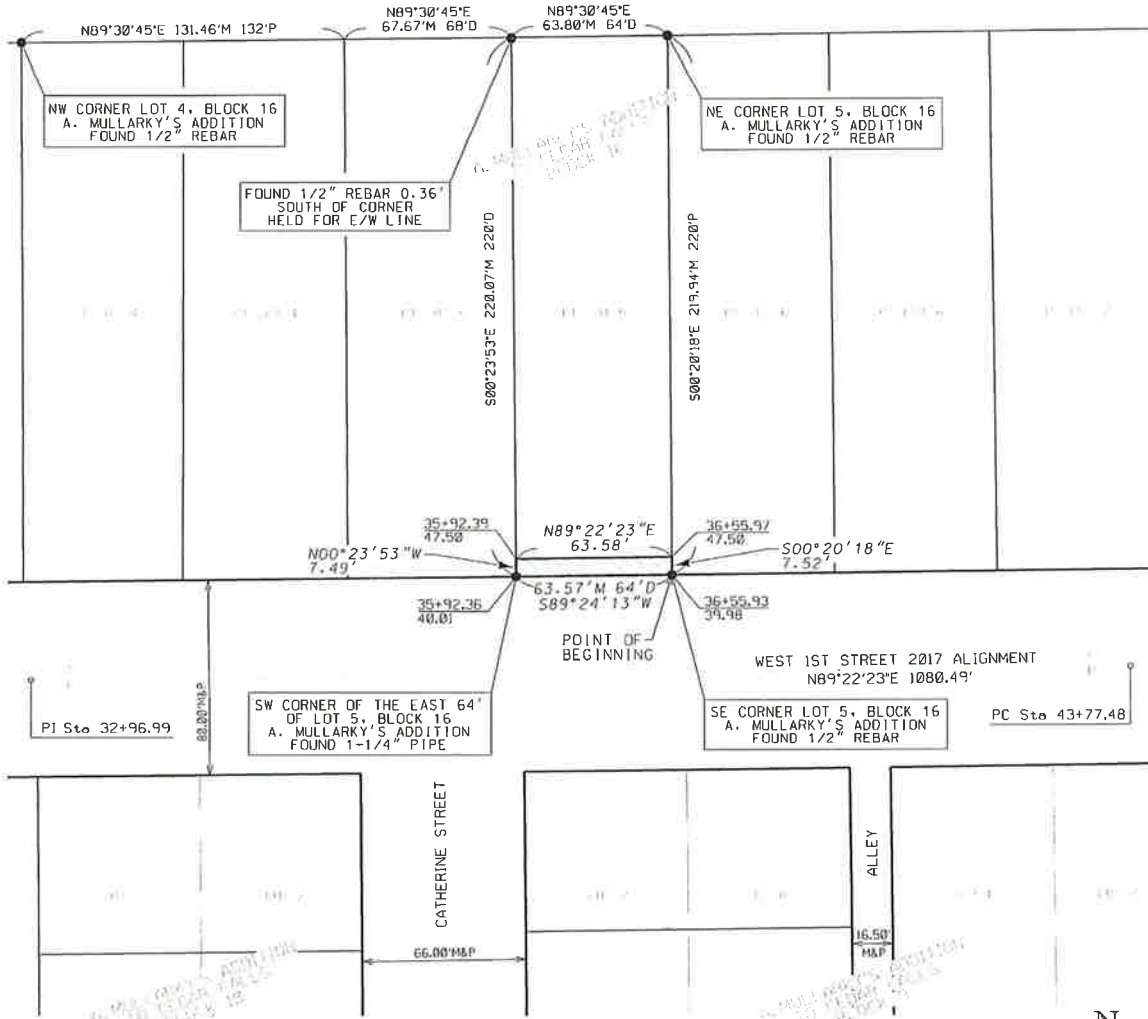 N89°30'45"E 131.46'M 132'P
N89°30'45"E
67.67'M 68'D
N89°30'45"E
63.80'M 64'D
NW CORNER LOT 4, BLOCK 16
A. MULLARKY'S ADDITION
FOUND 1/2" REBAR
NE CORNER LOT 5, BLOCK 16
A. MULLARKY'S ADDITION
FOUND 1/2" REBAR
FOUND 1/2" REBAR 0.36'
SOUTH OF CORNER
HELD FOR E/W LINE
S00°23'53"E 220.07'M 220'D
S00°20'18"E 219.94'M 220'P
35+92.39
47.50
N89°22'23"E
63.58'
36+55.97
47.50
N00°23'53"W
7.49'
S00°20'18"E
7.52'
35+92.36
40.01
63.57'M 64'D
S89°24'13"W
36+55.93
39.98
POINT OF
BEGINNING
WEST 1ST STREET 2017 ALIGNMENT
N89°22'23"E 1080.49'
PI Sta 32+96.99
80.00'M&P
SW CORNER OF THE EAST 64'
OF LOT 5, BLOCK 16
A. MULLARKY'S ADDITION
FOUND 1-1/4" PIPE
SE CORNER LOT 5, BLOCK 16
A. MULLARKY'S ADDITION
FOUND 1/2" REBAR
PC Sta 43+77.48
CATHERINE STREET
ALLEY
66.00'M&P
16.50'
M&P
N